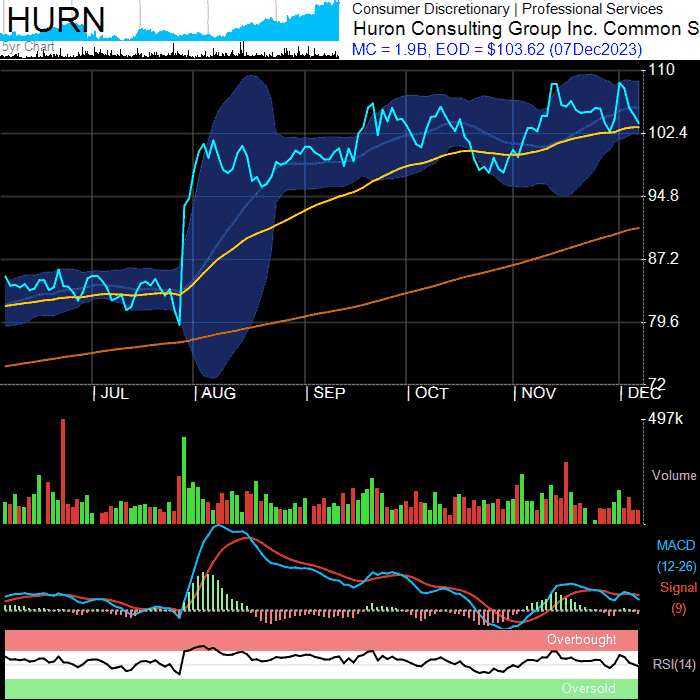 HURN
5yr Chart
Consumer Discretionary | Professional Services
Huron Consulting Group Inc. Common S
MC = 1.9B, EOD = $103.62 (07Dec2023)
110
102.4
94.8
87.2
79.6
72
JUL AUG SEP OCT NOV DEC
497k
Volume
MACD
(12-26)
Signal
(9)
Overbought
RSI(14)
Oversold